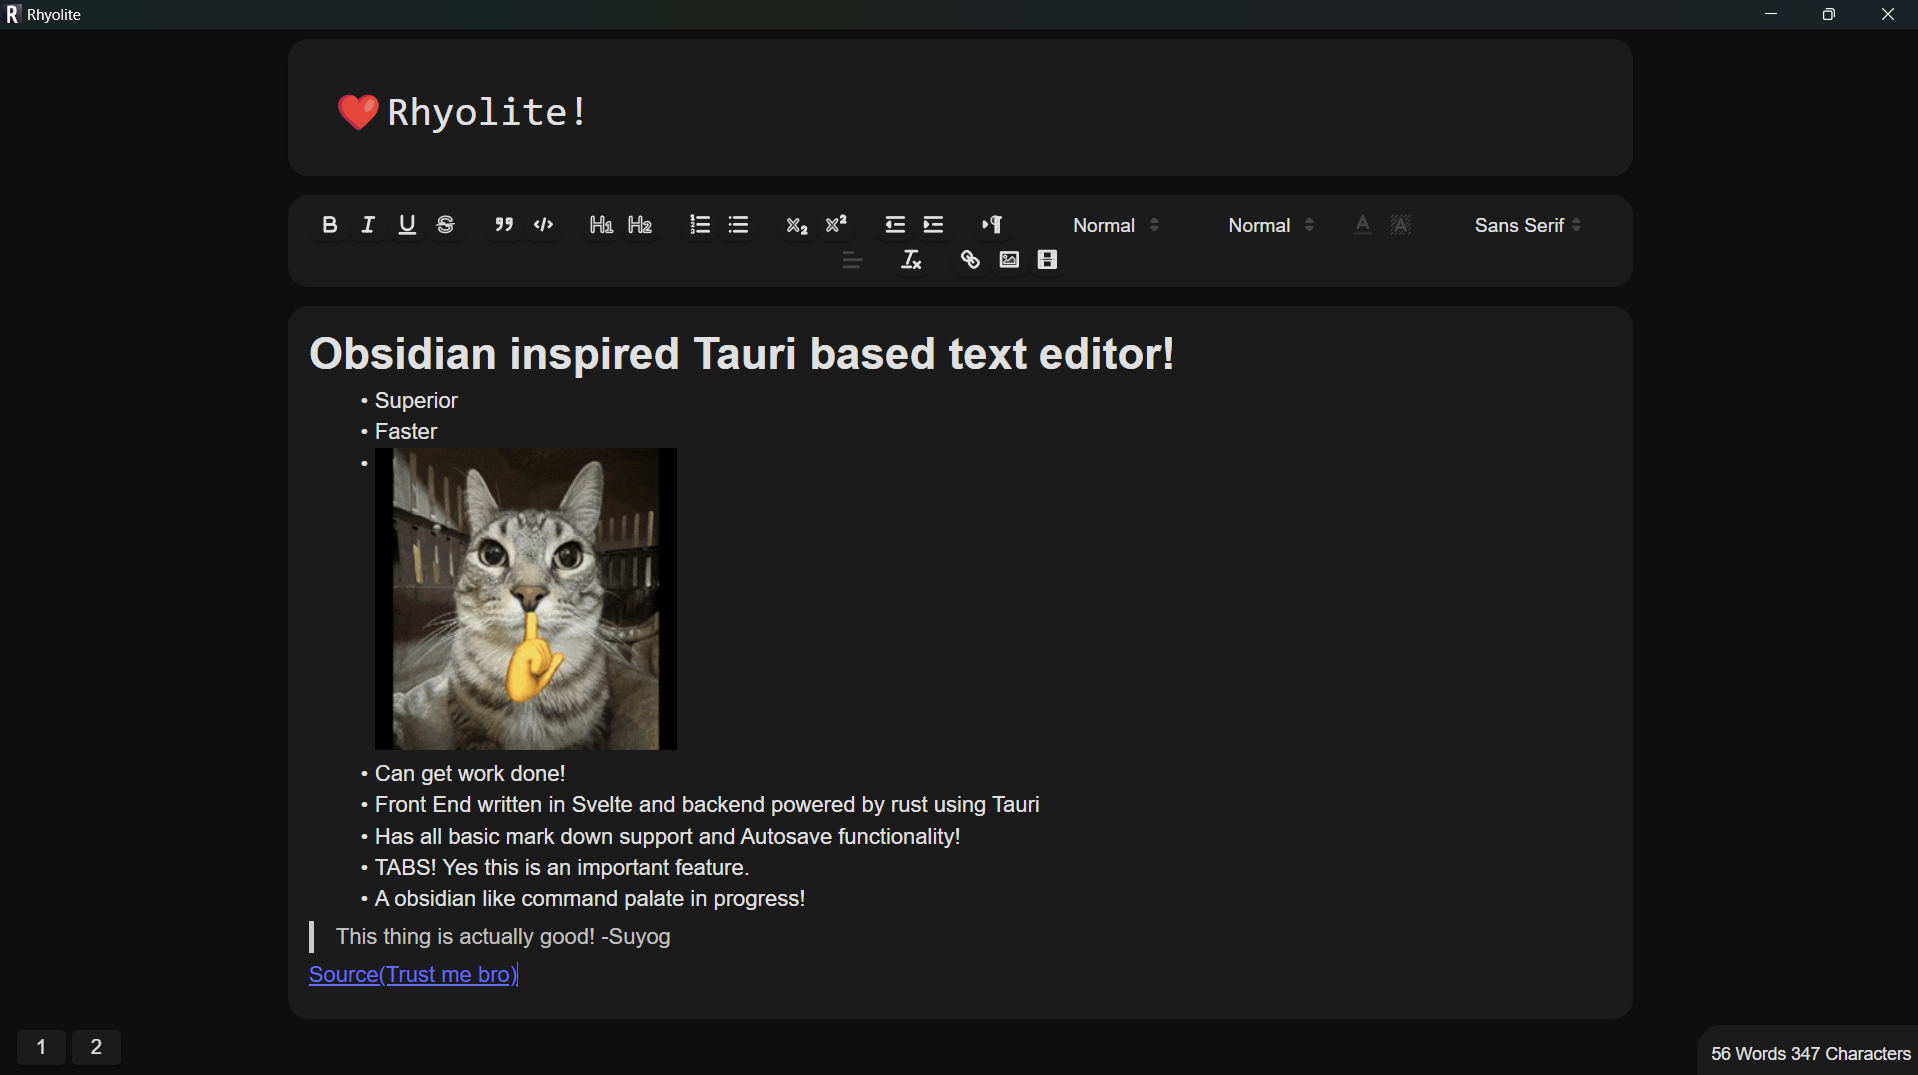 R Rhyolite
❤️Rhyolite!
Normal Normal Sans Serif
Obsidian inspired Tauri based text editor!
• Superior
• Faster
•
• Can get work done!
• Front End written in Svelte and backend powered by rust using Tauri
• Has all basic mark down support and Autosave functionality!
• TABS! Yes this is an important feature.
• A obsidian like command palate in progress!
This thing is actually good! -Suyog
Source(Trust me bro)
1 2
56 Words 347 Characters